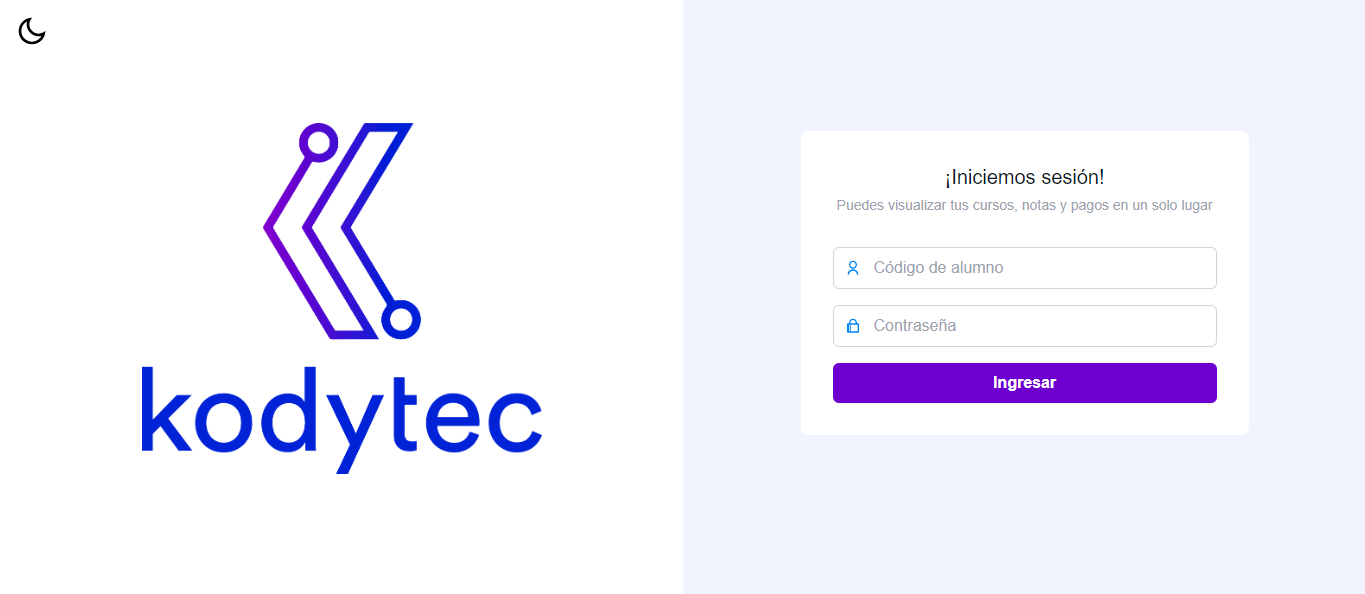 kodytec
¡Iniciemos sesión!
Puedes visualizar tus cursos, notas y pagos en un solo lugar
Código de alumno
Contraseña
Ingresar